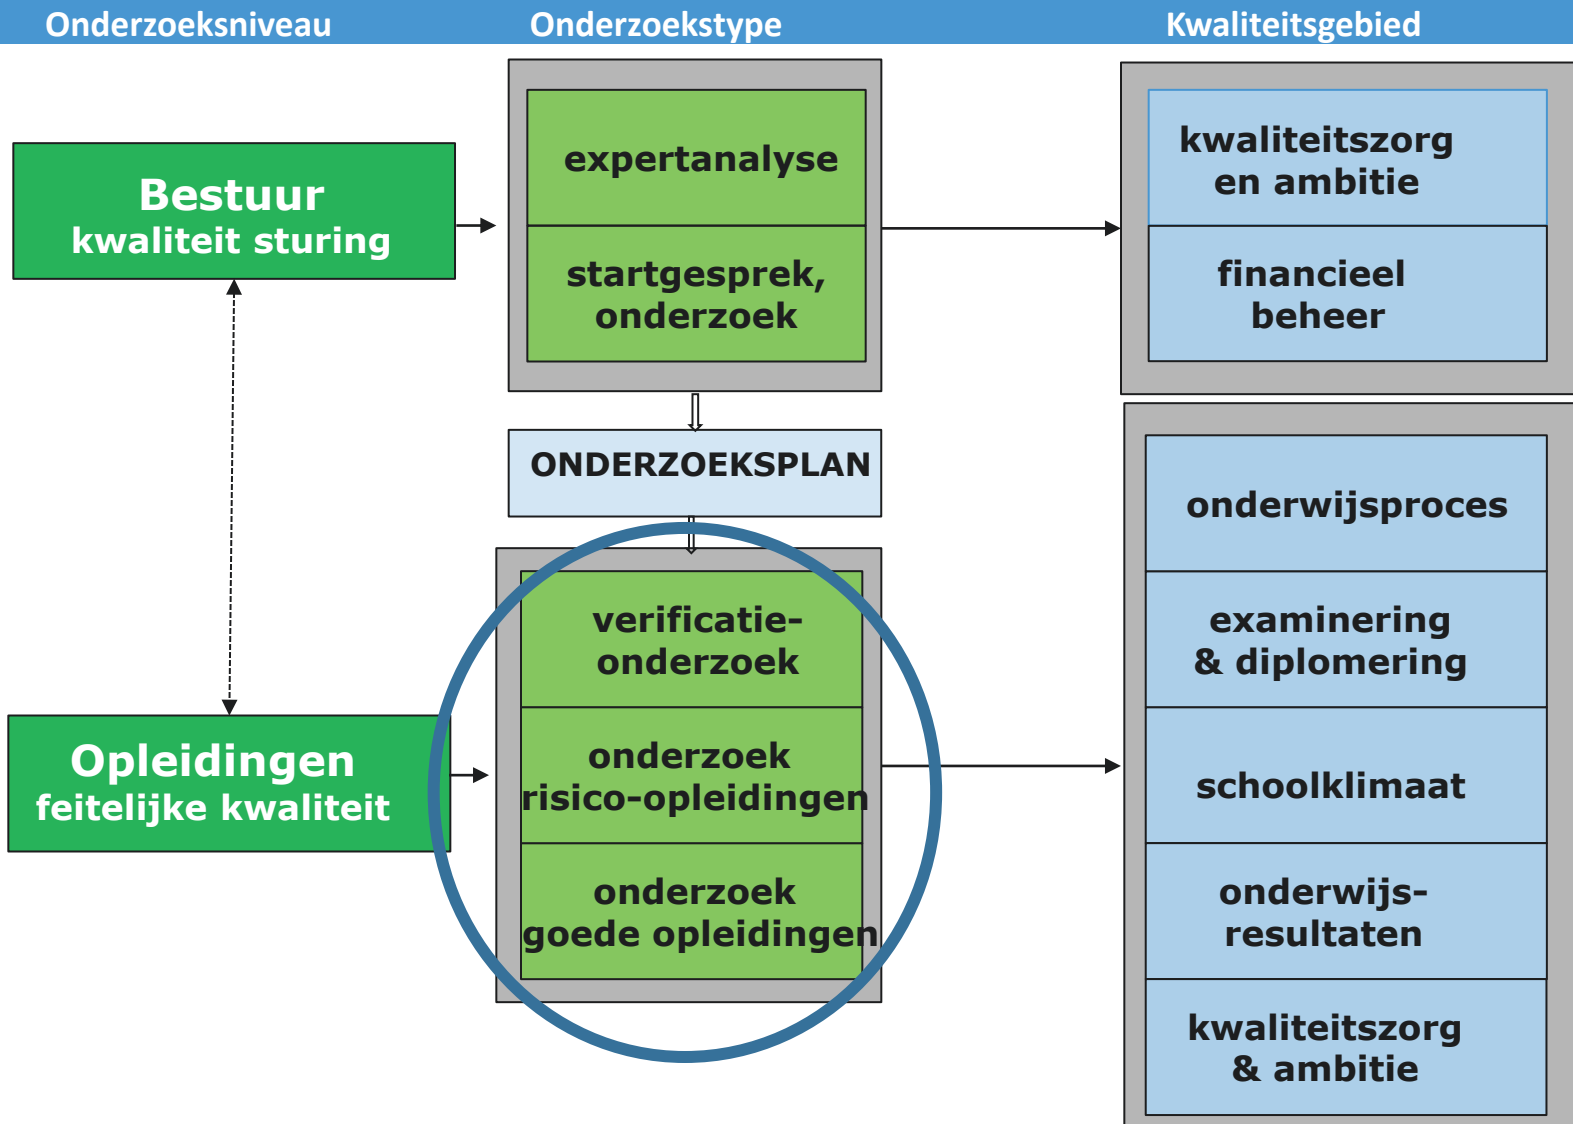 Onderzoeksniveau
Onderzoekstype
Kwaliteitsgebied
Bestuur
kwaliteit sturing
expertanalyse
startgesprek,
onderzoek
kwaliteitszorg
en ambitie
financieel
beheer
ONDERZOEKSPLAN
Opleidingen
feitelijke kwaliteit
verificatie-
onderzoek
onderzoek
risico-opleidingen
onderzoek
goede opleidingen
onderwijsproces
examinering
& diplomering
schoolklimaat
onderwijs-
resultaten
kwaliteitszorg
& ambitie